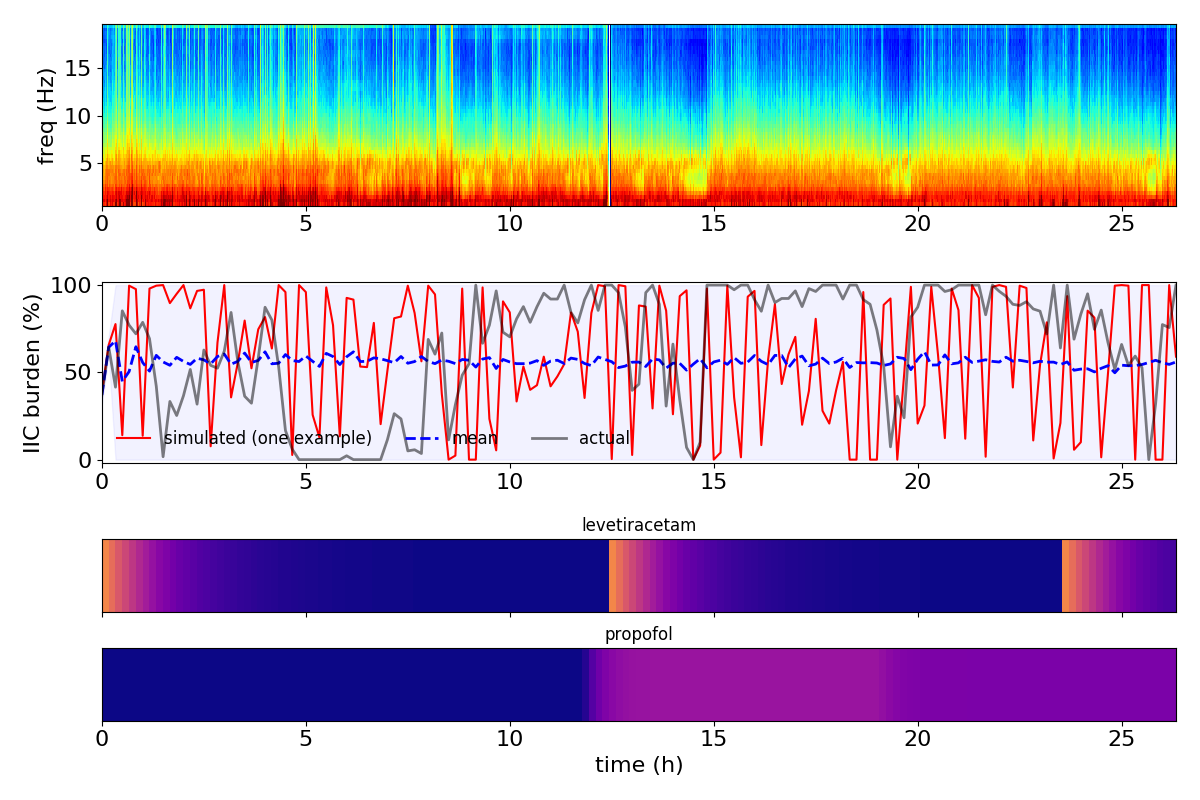 freq (Hz)
15
10
5
0 5 10 15 20 25
IIC burden (%)
100
50
0
simulated (one example) mean actual
0 5 10 15 20 25
levetiracetam
propofol
0 5 10 15 20 25
time (h)